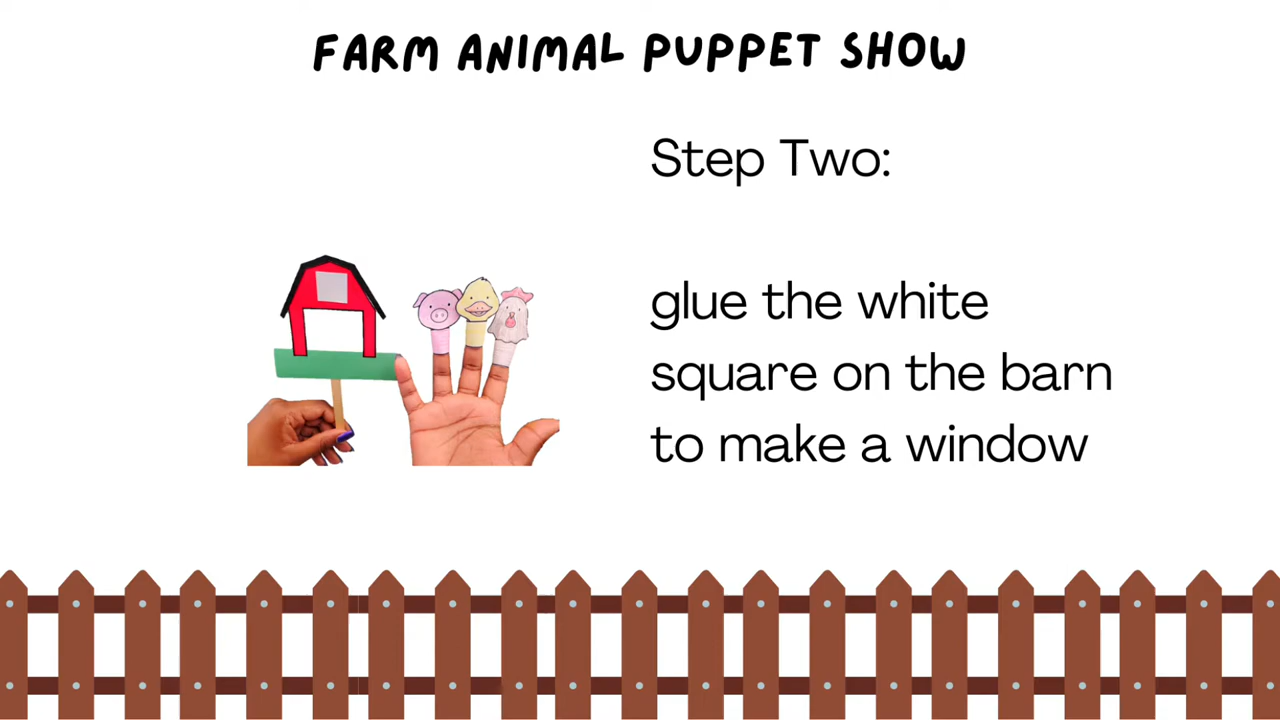 FARM ANIMAL PUPPET SHOW
Step Two:
glue the white
square on the barn
to make a window